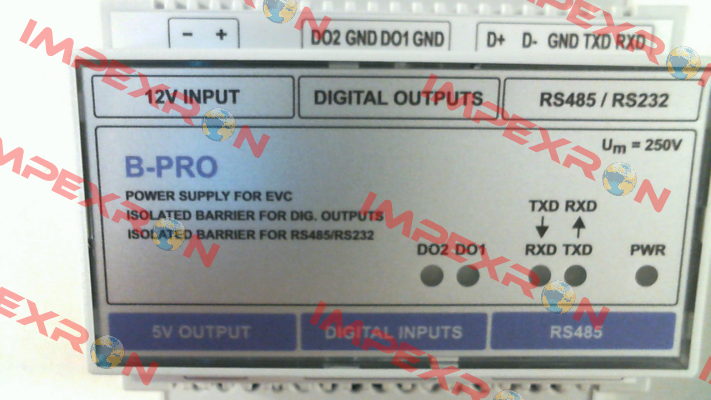 − +
DO2 GND DO1 GND
D+ D- GND TXD RXD
12V INPUT
DIGITAL OUTPUTS
RS485 / RS232
Um = 250V
B-PRO
POWER SUPPLY FOR EVC
ISOLATED BARRIER FOR DIG. OUTPUTS
ISOLATED BARRIER FOR RS485/RS232
TXD RXD
DO2 DO1
RXD TXD
PWR
5V OUTPUT
DIGITAL INPUTS
RS485
IMPEXRON
IMPEXRON
IMPEXRON
IMPEXRON
IMPEXRON
IMPEXRON